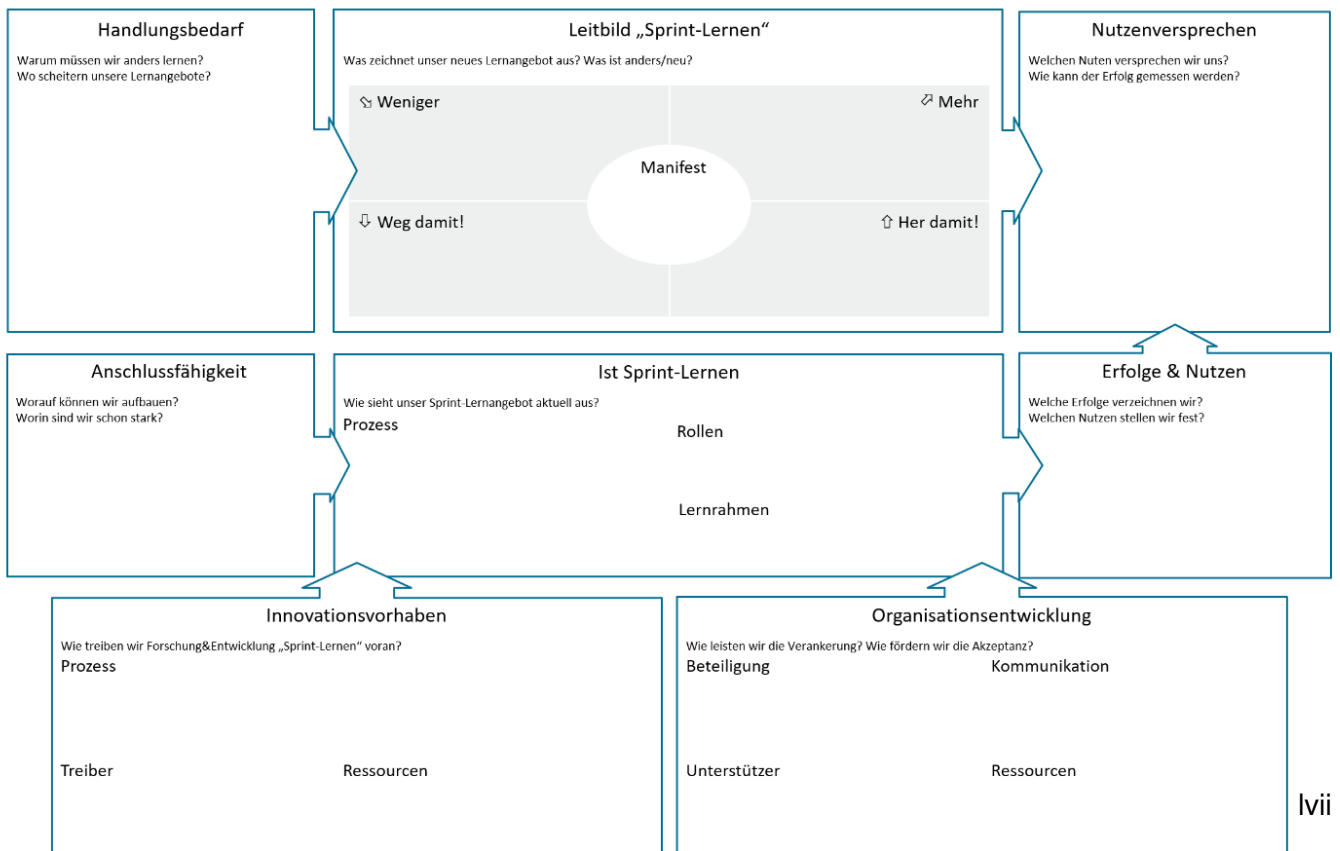 Handlungsbedarf
Warum müssen wir anders lernen?
Wo scheitern unsere Lernangebote?
Leitbild „Sprint-Lernen“
Was zeichnet unser neues Lernangebot aus? Was ist anders/neu?
⇘ Weniger
⇗ Mehr
Manifest
⇩ Weg damit!
⇧ Her damit!
Nutzenversprechen
Welchen Nuten versprechen wir uns?
Wie kann der Erfolg gemessen werden?
Anschlussfähigkeit
Worauf können wir aufbauen?
Worin sind wir schon stark?
Ist Sprint-Lernen
Wie sieht unser Sprint-Lernangebot aktuell aus?
Prozess
Rollen
Lernrahmen
Erfolge & Nutzen
Welche Erfolge verzeichnen wir?
Welchen Nutzen stellen wir fest?
Innovationsvorhaben
Wie treiben wir Forschung&Entwicklung „Sprint-Lernen“ voran?
Prozess
Treiber
Ressourcen
Organisationsentwicklung
Wie leisten wir die Verankerung? Wie fördern wir die Akzeptanz?
Beteiligung
Kommunikation
Unterstützer
Ressourcen
lvii